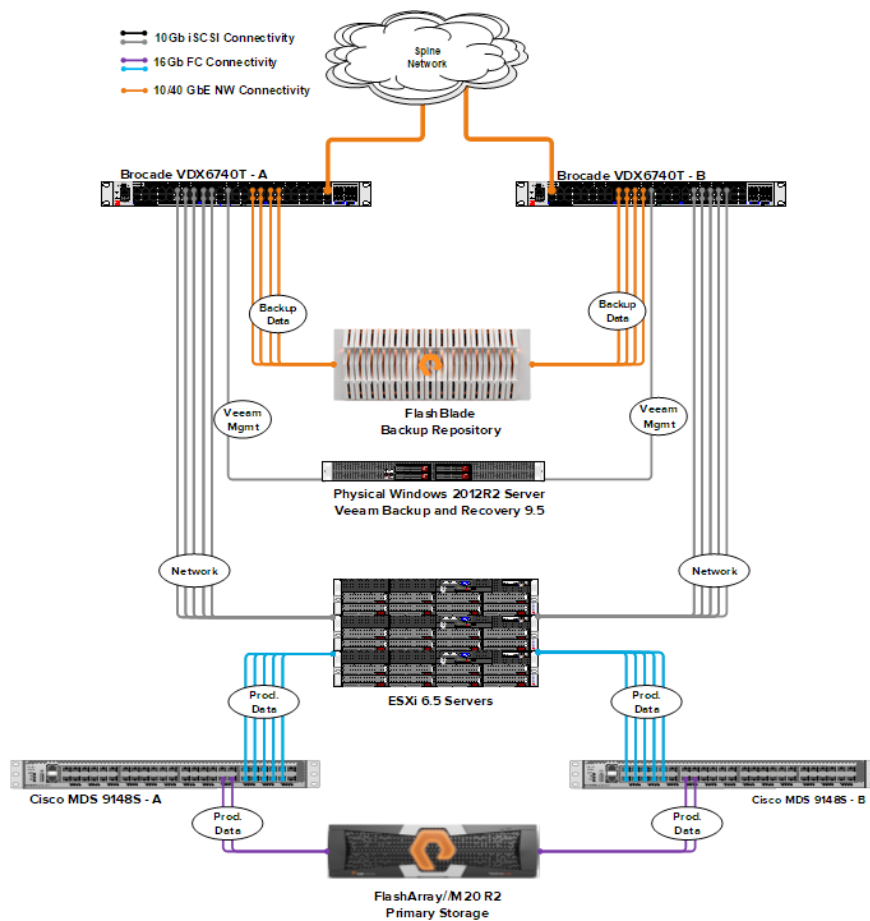 10Gb iSCSI Connectivity
16Gb FC Connectivity
10/40 GbE NW Connectivity
Spine
Network
Brocade VDX6740T - A
Brocade VDX6740T - B
Backup
Data
Backup
Data
FlashBlade
Backup Repository
Veeam
Mgmt
Veeam
Mgmt
Physical Windows 2012R2 Server
Veeam Backup and Recovery 9.5
Network
Network
ESXi 6.5 Servers
Prod.
Data
Prod.
Data
Cisco MDS 9148S - A
Cisco MDS 9148S - B
Prod.
Data
Prod.
Data
FlashArray//M20 R2
Primary Storage